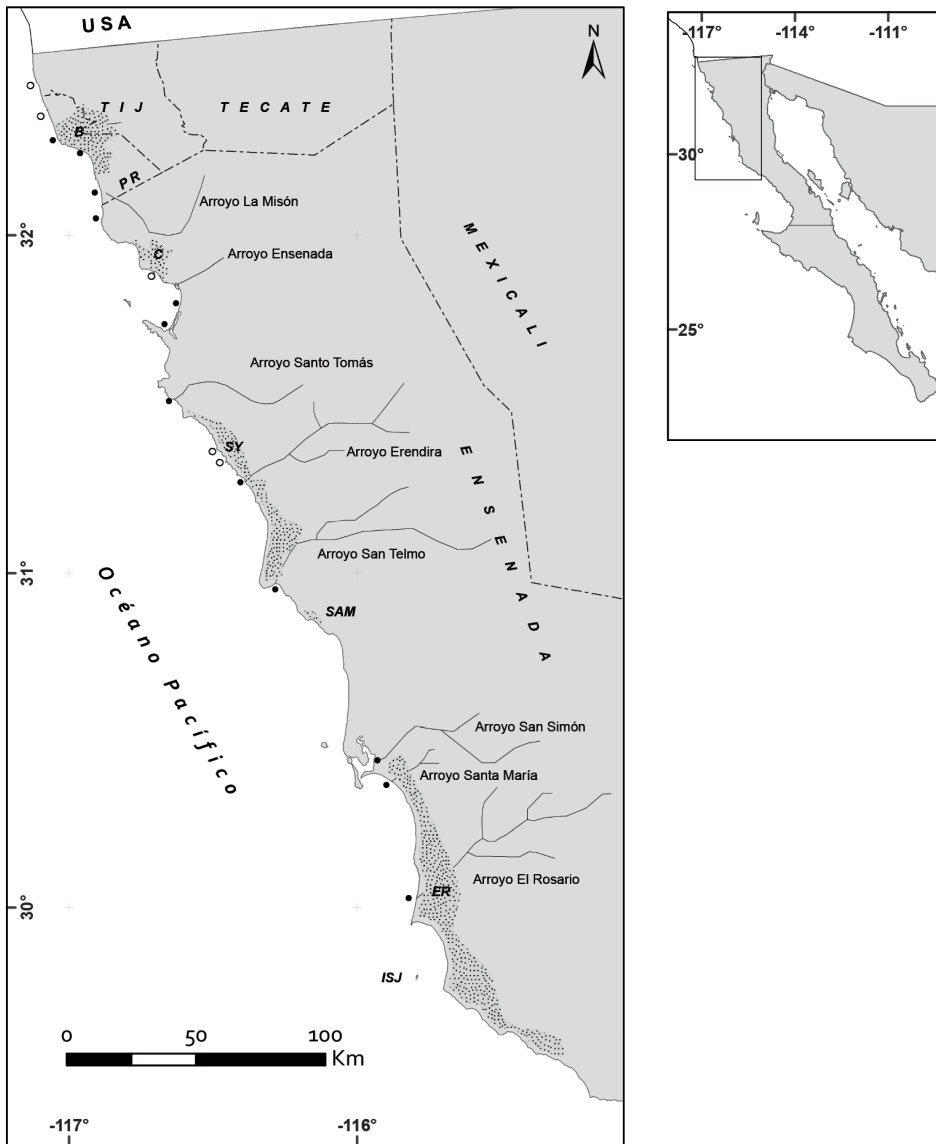 USA
N
TIJ
TECATE
B
PR
Arroyo La Misón
32°
MEXICALI
C
Arroyo Ensenada
Arroyo Santo Tomás
SY
Arroyo Erendira
ENSENADA
Arroyo San Telmo
31°
SAM
Océano Pacífico
Arroyo San Simón
Arroyo Santa María
Arroyo El Rosario
ER
30°
ISJ
0 50 100
Km
-117° -116°
-117° -114° -111°
30°
25°